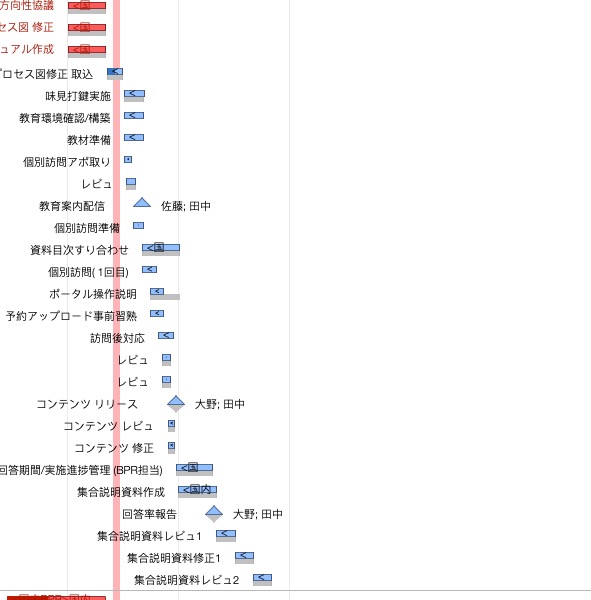 方向性協議
セス図 修正
ュアル作成
プロセス図修正 取込
味見打鍵実施
教育環境確認/構築
教材準備
個別訪問アポ取り
レビュ
教育案内配信 佐藤; 田中
個別訪問準備
資料目次すり合わせ
個別訪問( 1回目)
ポータル操作説明
予約アップロード事前習熟
訪問後対応
レビュ
レビュ
コンテンツ リリース 大野; 田中
コンテンツ レビュ
コンテンツ 修正
回答期間/実施進捗管理 (BPR担当)
集合説明資料作成 <国内
回答率報告 大野; 田中
集合説明資料レビュ1
集合説明資料修正1
集合説明資料レビュ2